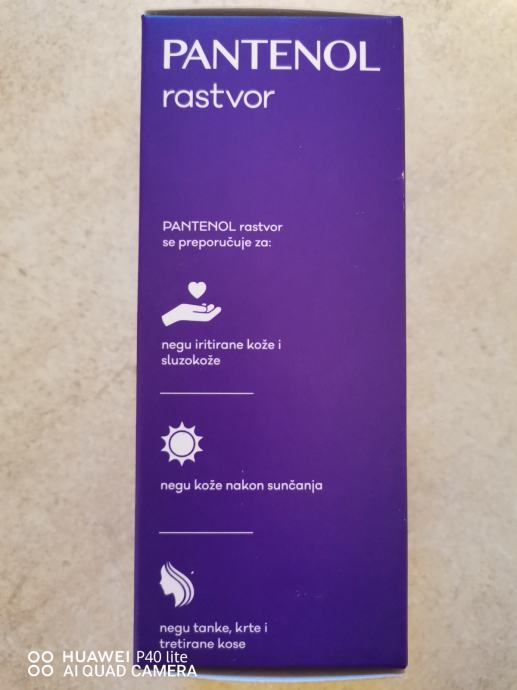 PANTENOL
rastvor
PANTENOL rastvor
se preporučuje za:
negu iritirane kože i
sluzokože
negu kože nakon sunčanja
negu tanke, krte i
tretirane kose
HUAWEI P40 lite
AI QUAD CAMERA